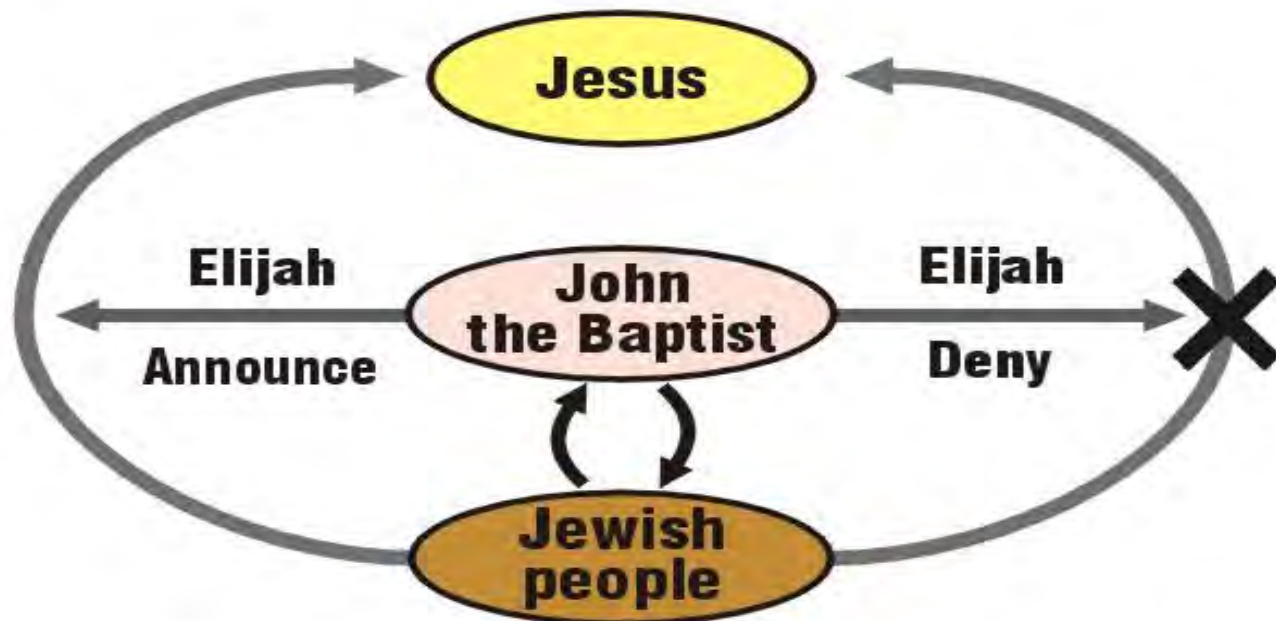 Jesus
Elijah
Announce
John
the Baptist
Elijah
Deny
Jewish
people